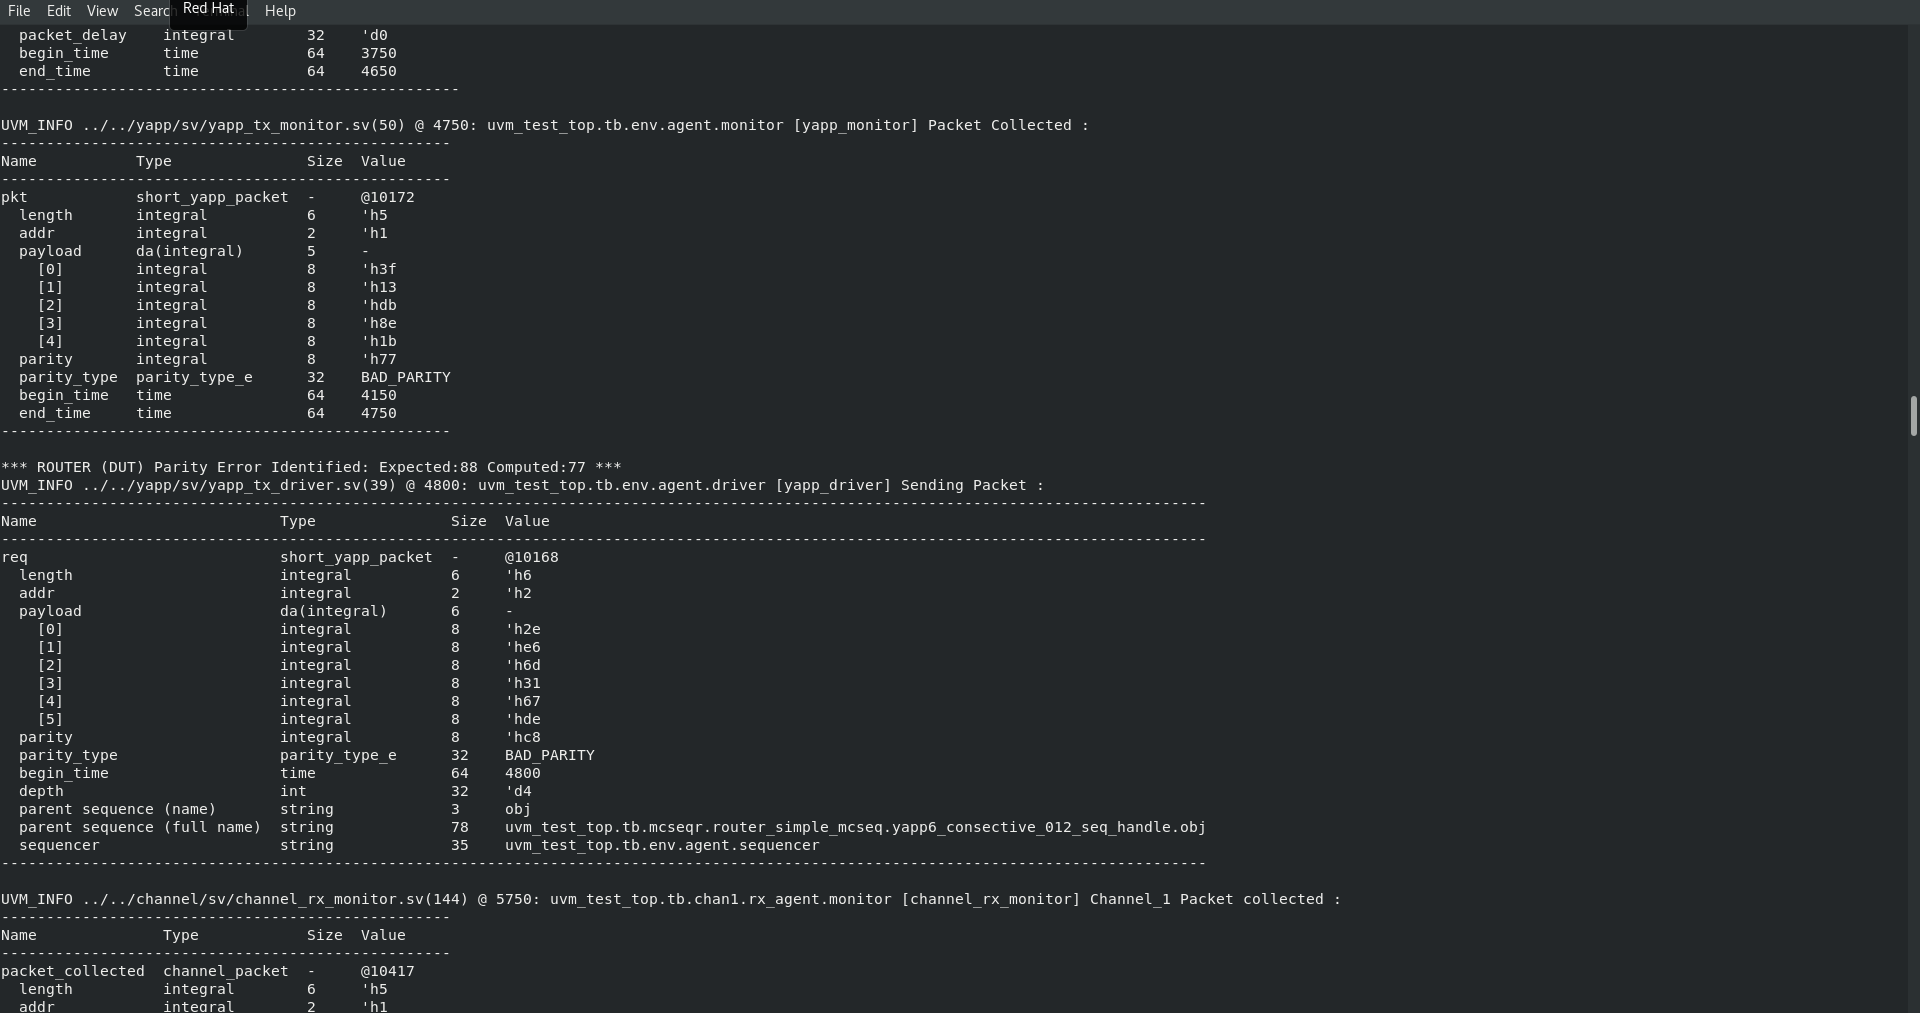 File Edit View Search Terminal Help
Red Hat
  packet_delay    integral        32    'd0
  begin_time      time            64    3750
  end_time        time            64    4650
---------------------------------------------------
UVM_INFO ../../yapp/sv/yapp_tx_monitor.sv(50) @ 4750: uvm_test_top.tb.env.agent.monitor [yapp_monitor] Packet Collected :
--------------------------------------------------
Name           Type               Size  Value
--------------------------------------------------
pkt            short_yapp_packet  -     @10172
  length       integral           6     'h5
  addr         integral           2     'h1
  payload      da(integral)       5     -
    [0]        integral           8     'h3f
    [1]        integral           8     'h13
    [2]        integral           8     'hdb
    [3]        integral           8     'h8e
    [4]        integral           8     'h1b
  parity       integral           8     'h77
  parity_type  parity_type_e      32    BAD_PARITY
  begin_time   time               64    4150
  end_time     time               64    4750
--------------------------------------------------
*** ROUTER (DUT) Parity Error Identified: Expected:88 Computed:77 ***
UVM_INFO ../../yapp/sv/yapp_tx_driver.sv(39) @ 4800: uvm_test_top.tb.env.agent.driver [yapp_driver] Sending Packet :
--------------------------------------------------------------------------------------------------------------------------------------
Name                           Type               Size  Value
--------------------------------------------------------------------------------------------------------------------------------------
req                            short_yapp_packet  -     @10168
  length                       integral           6     'h6
  addr                         integral           2     'h2
  payload                      da(integral)       6     -
    [0]                        integral           8     'h2e
    [1]                        integral           8     'he6
    [2]                        integral           8     'h6d
    [3]                        integral           8     'h31
    [4]                        integral           8     'h67
    [5]                        integral           8     'hde
  parity                       integral           8     'hc8
  parity_type                  parity_type_e      32    BAD_PARITY
  begin_time                   time               64    4800
  depth                        int                32    'd4
  parent sequence (name)       string             3     obj
  parent sequence (full name)  string             78    uvm_test_top.tb.mcseqr.router_simple_mcseq.yapp6_consective_012_seq_handle.obj
  sequencer                    string             35    uvm_test_top.tb.env.agent.sequencer
--------------------------------------------------------------------------------------------------------------------------------------
UVM_INFO ../../channel/sv/channel_rx_monitor.sv(144) @ 5750: uvm_test_top.tb.chan1.rx_agent.monitor [channel_rx_monitor] Channel_1 Packet collected :
--------------------------------------------------
Name              Type            Size  Value
--------------------------------------------------
packet_collected  channel_packet  -     @10417
  length          integral        6     'h5
  addr            integral        2     'h1